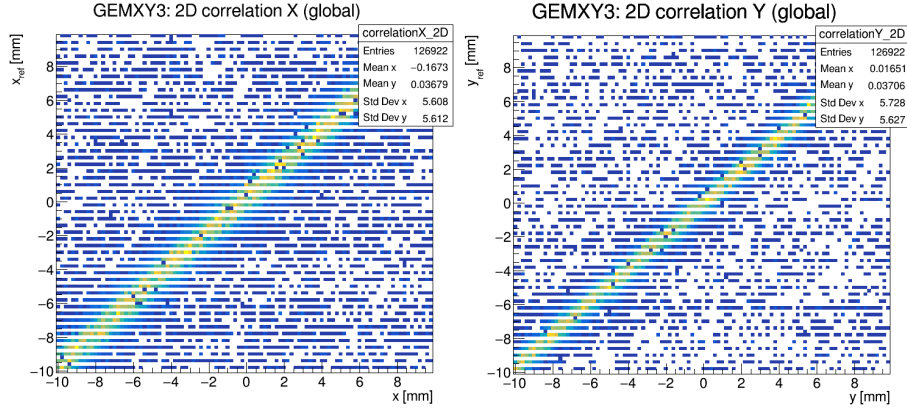 GEMXY3: 2D correlation X (global)
correlationX_2D
Entries 126922
Mean x −0.1673
Mean y 0.03679
Std Dev x 5.608
Std Dev y 5.612
x_ref [mm]
8
6
4
2
0
−2
−4
−6
−8
−10
−10 −8 −6 −4 −2 0 2 4 6 8
x [mm]
GEMXY3: 2D correlation Y (global)
correlationY_2D
Entries 126922
Mean x 0.01651
Mean y 0.03706
Std Dev x 5.728
Std Dev y 5.627
y_ref [mm]
8
6
4
2
0
−2
−4
−6
−8
−10
−10 −8 −6 −4 −2 0 2 4 6 8
y [mm]